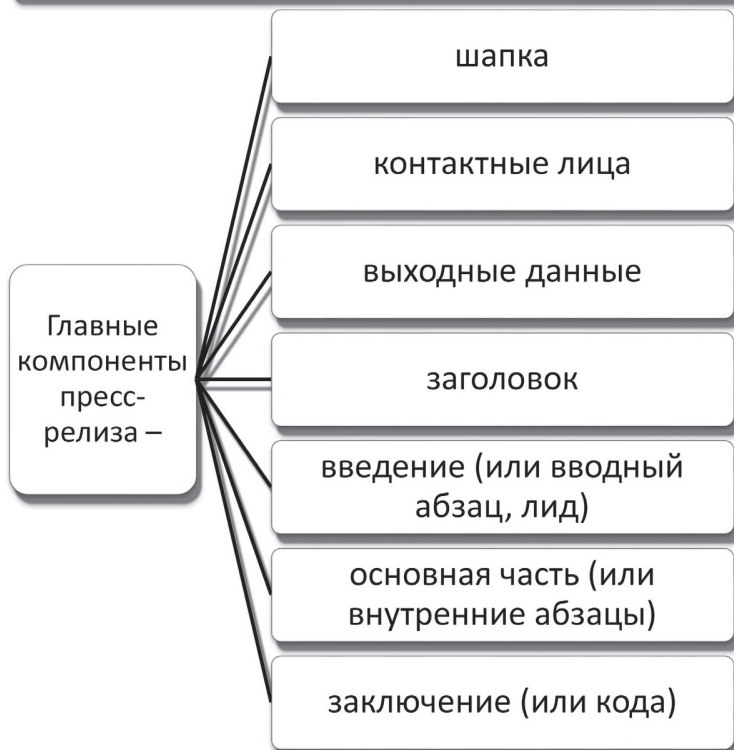 Главные
компоненты
пресс-
релиза –
шапка
контактные лица
выходные данные
заголовок
введение (или вводный
абзац, лид)
основная часть (или
внутренние абзацы)
заключение (или кода)